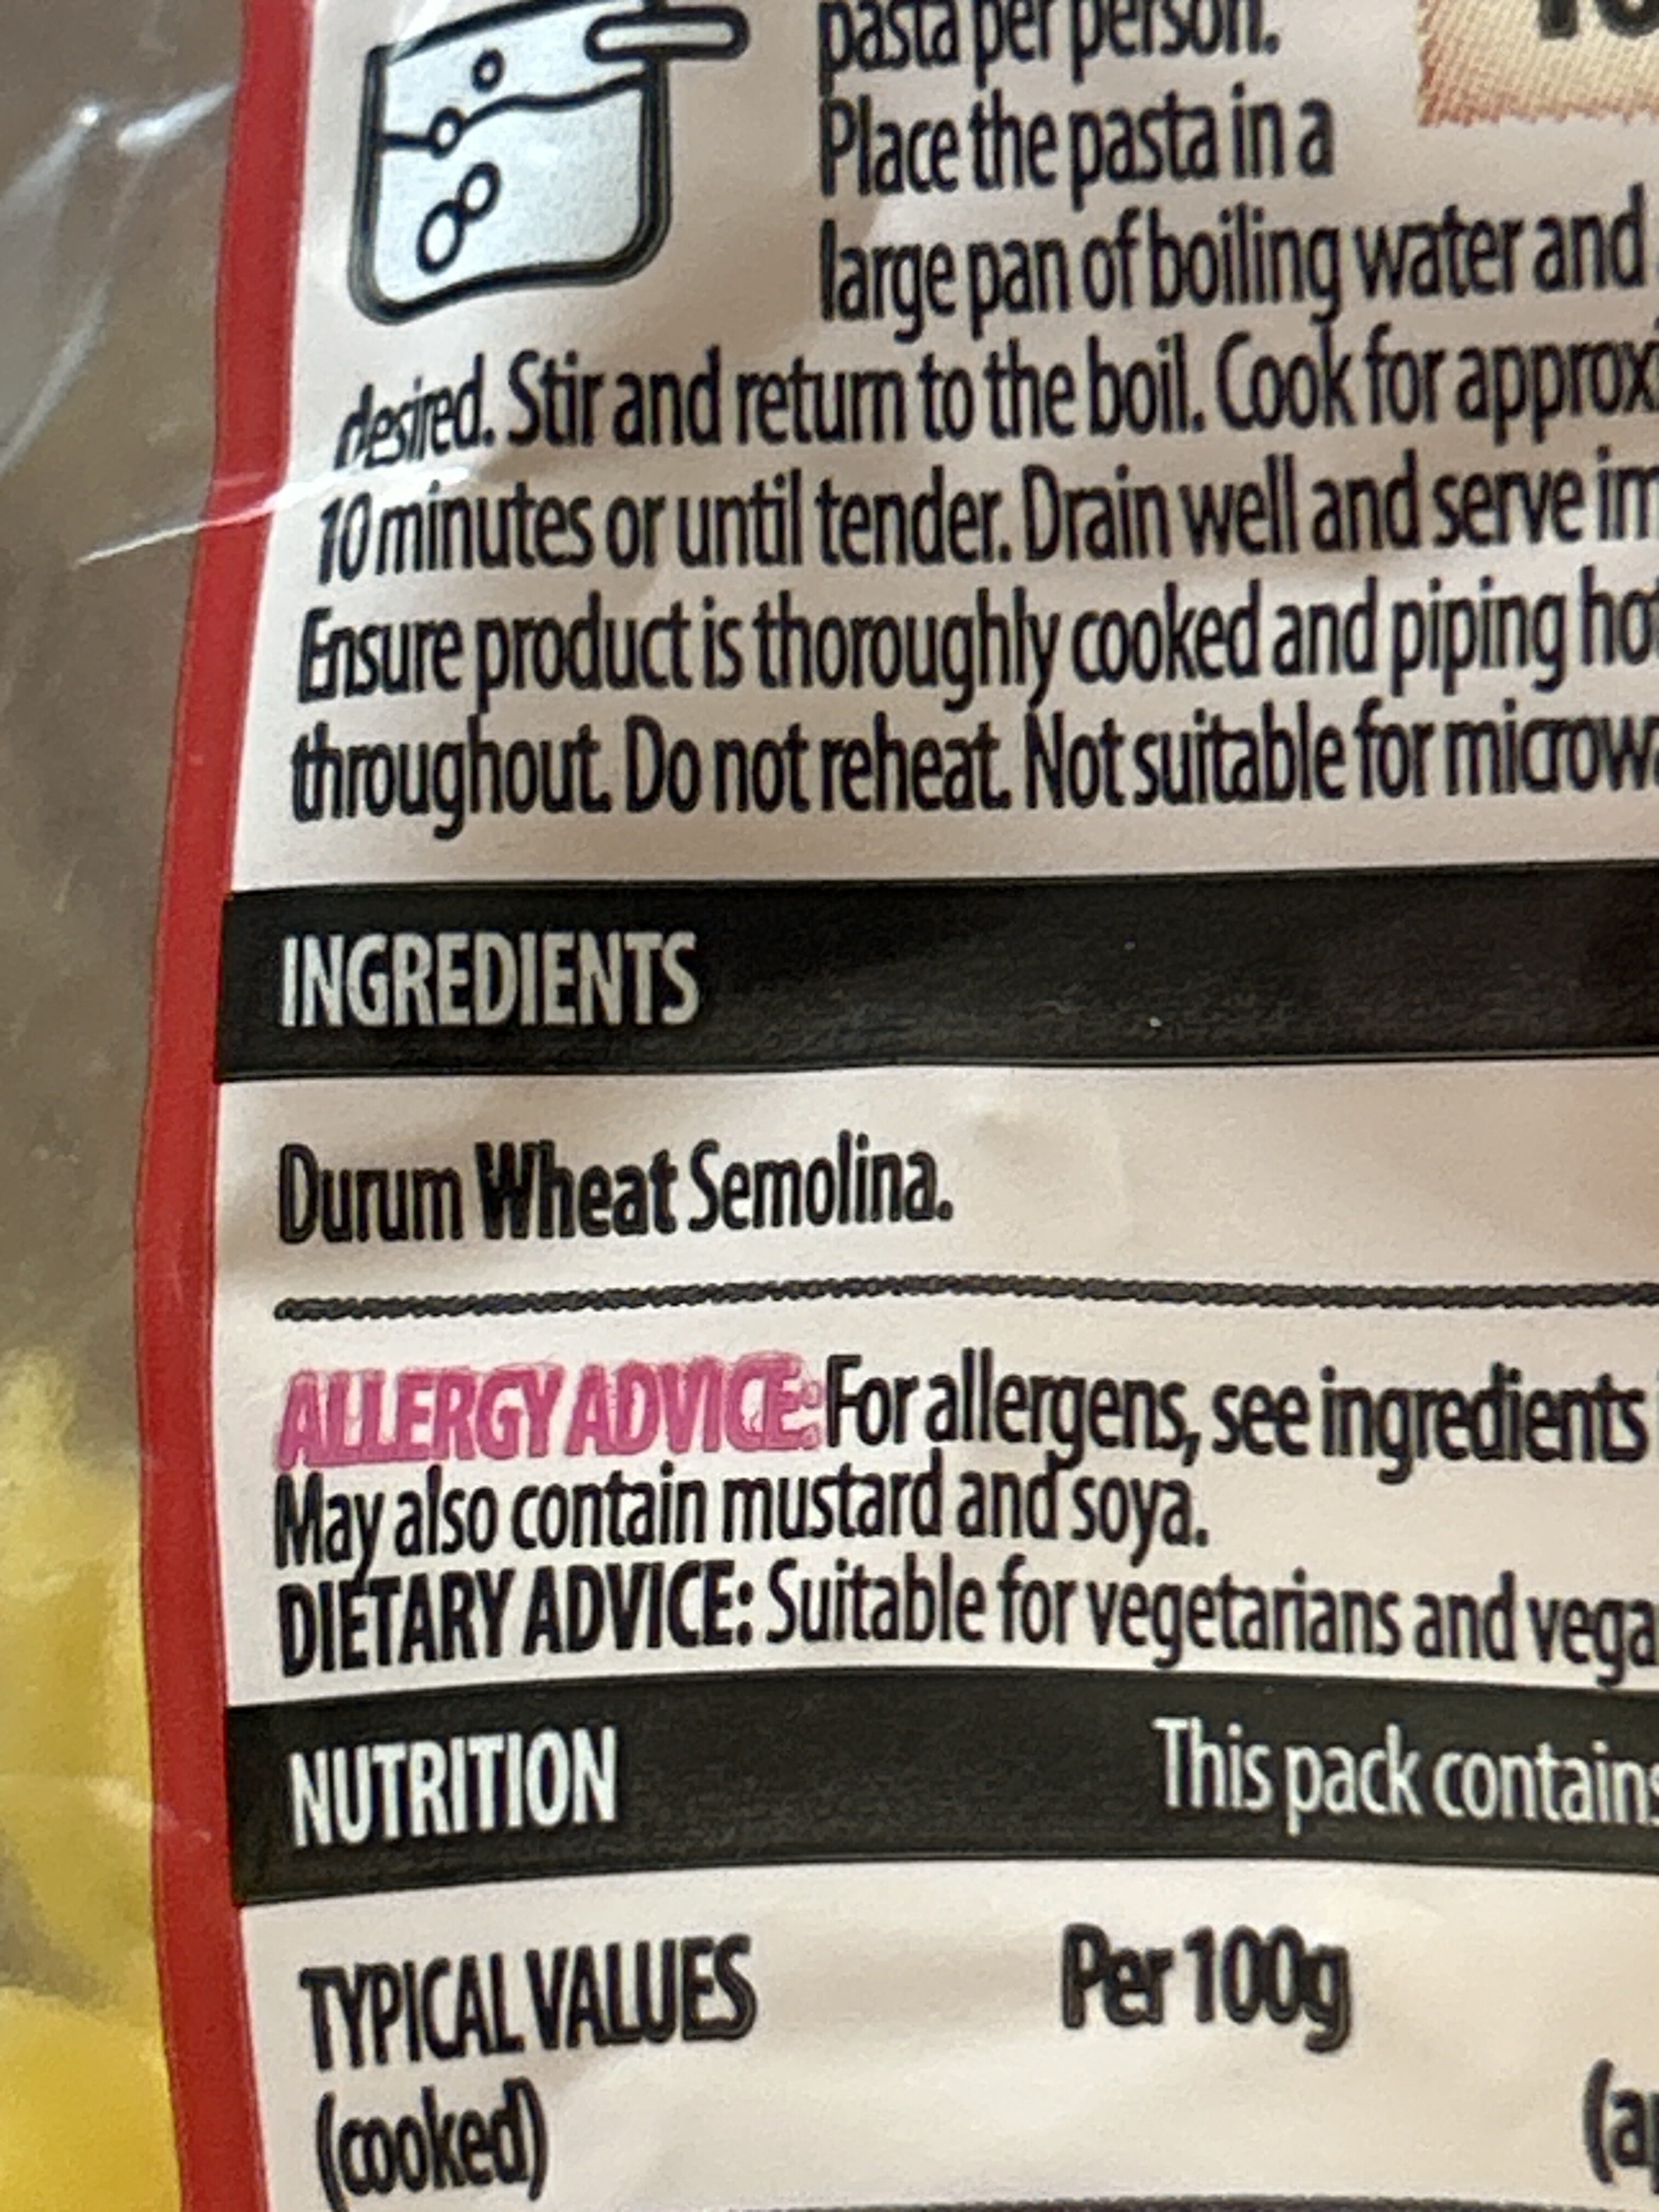 pasta per person.
Place the pasta in a
large pan of boiling water and
desired. Stir and return to the boil. Cook for approxi
10 minutes or until tender. Drain well and serve im
Ensure product is thoroughly cooked and piping hot
throughout. Do not reheat. Not suitable for microwa
INGREDIENTS
Durum Wheat Semolina.
ALLERGY ADVICE: For allergens, see ingredients
May also contain mustard and soya.
DIETARY ADVICE: Suitable for vegetarians and vega
NUTRITION This pack contains
TYPICAL VALUES Per 100g
(cooked) (ap